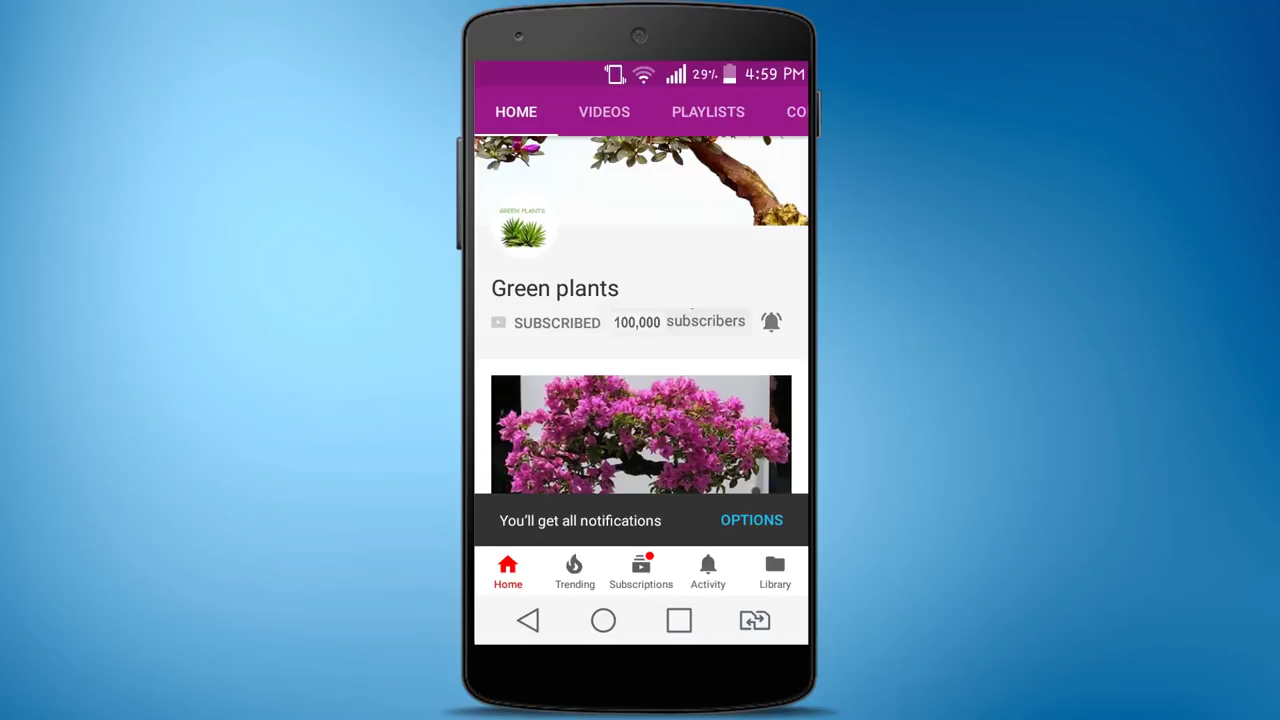 29% 4:59 PM
HOME VIDEOS PLAYLISTS CO
GREEN PLANTS
Green plants
SUBSCRIBED 100,000 subscribers
You'll get all notifications OPTIONS
Home Trending Subscriptions Activity Library